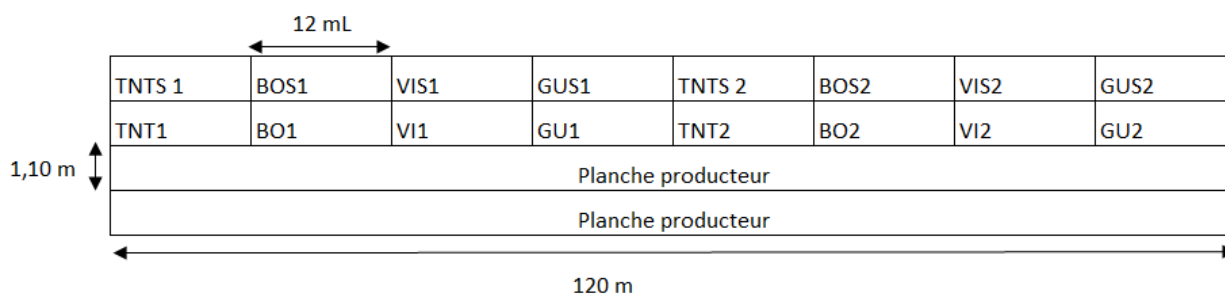 12 mL
TNTS 1 BOS1 VIS1 GUS1 TNTS 2 BOS2 VIS2 GUS2
TNT1 BO1 VI1 GU1 TNT2 BO2 VI2 GU2
1,10 m
Planche producteur
Planche producteur
120 m